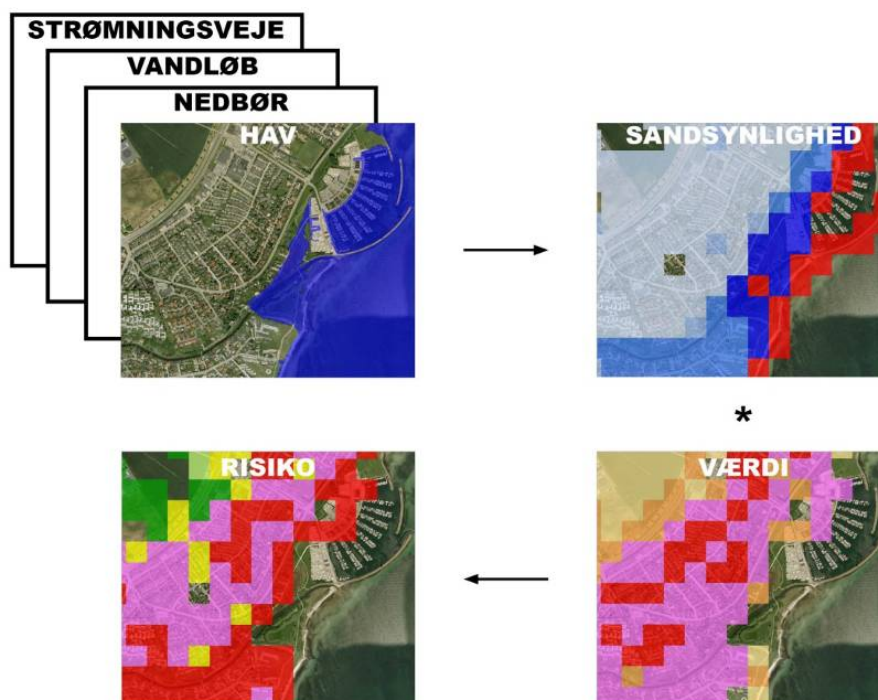 STRØMNINGSVEJE
VANDLØB
NEDBØR
HAV
SANDSYNLIGHED
*
RISIKO
VÆRDI